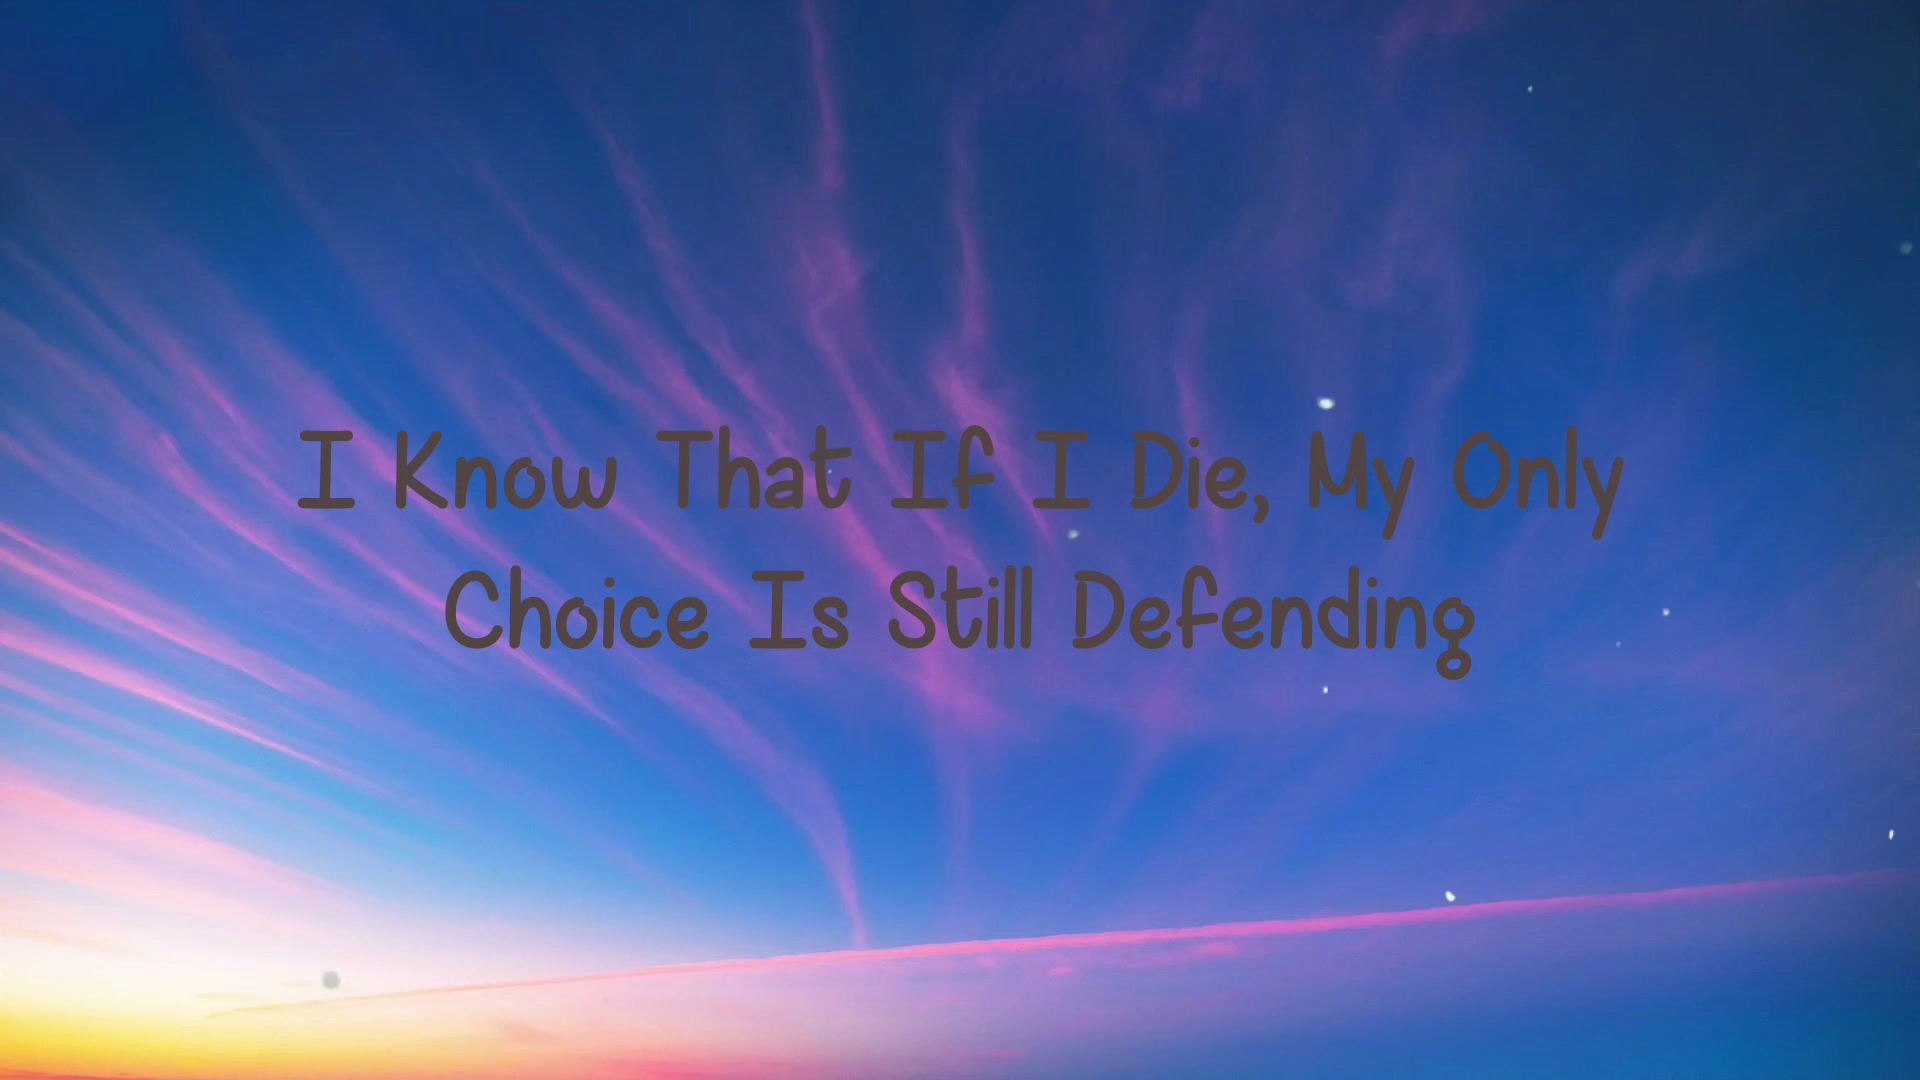 I Know That If I Die, My Only
Choice Is Still Defending